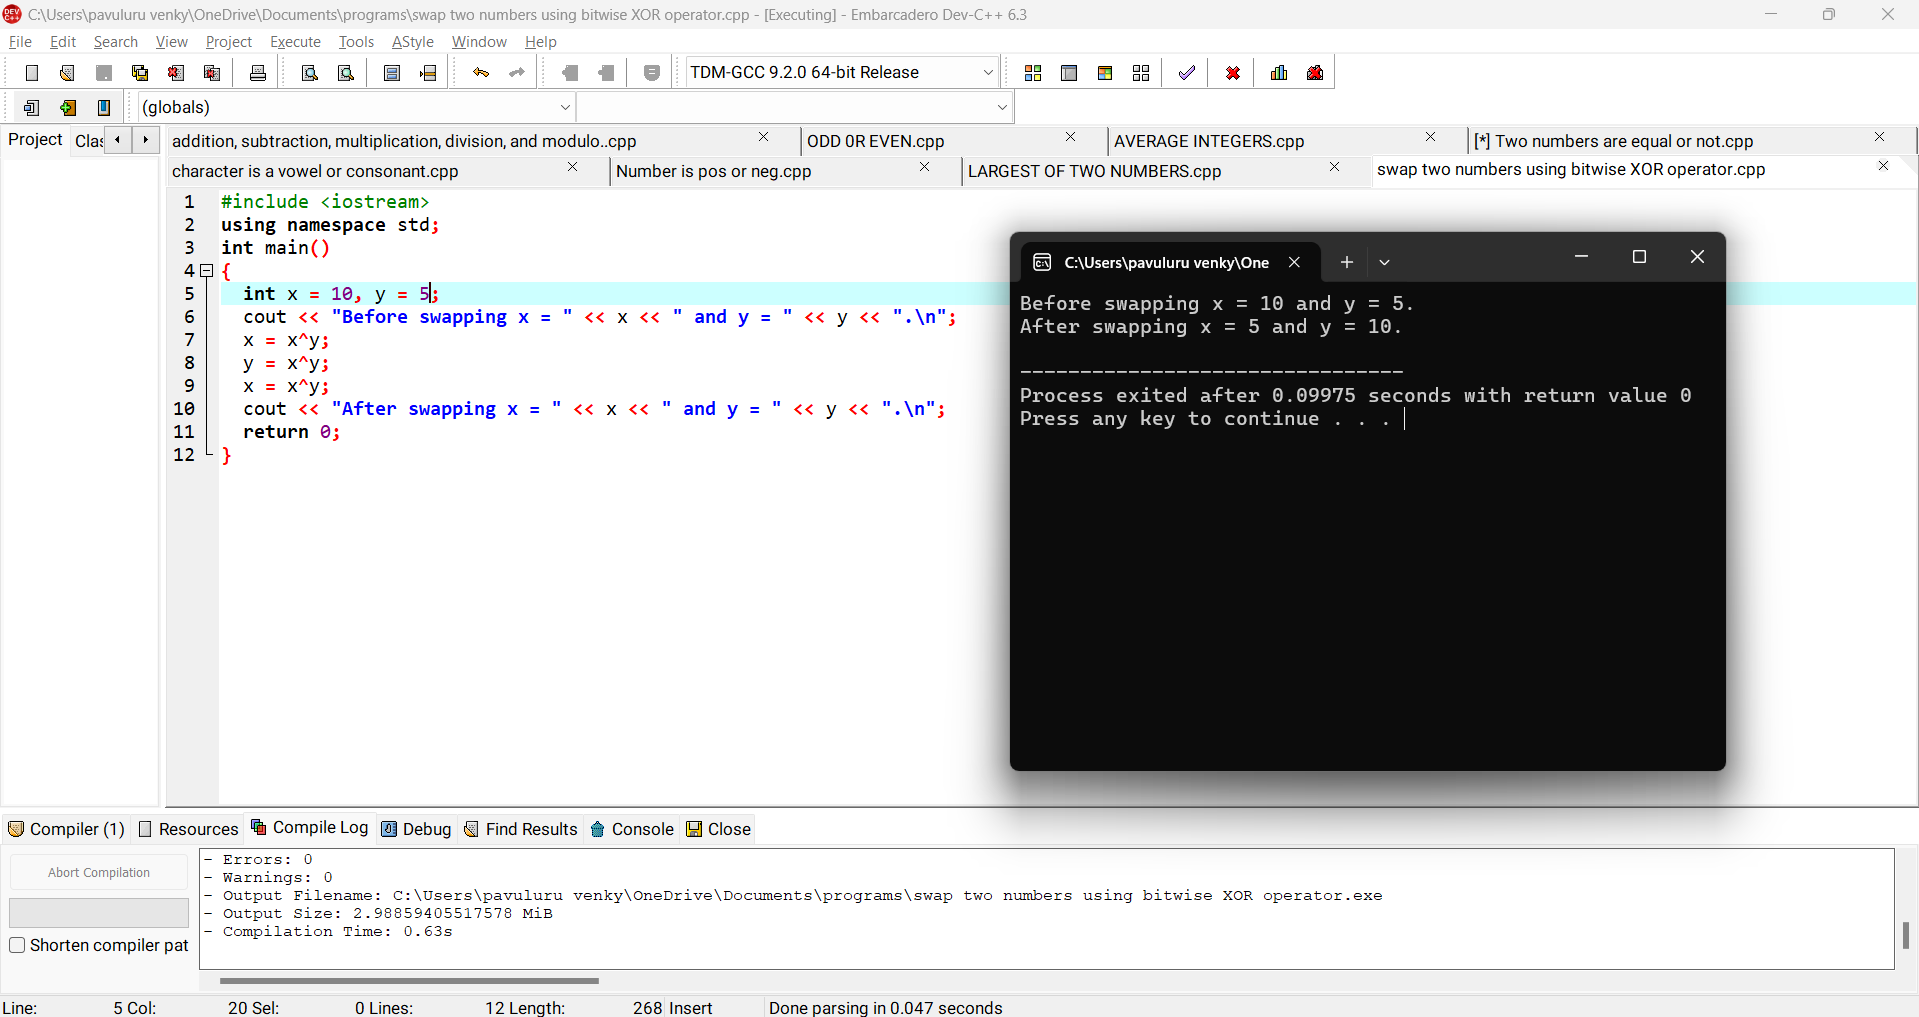 C:\Users\pavuluru venky\OneDrive\Documents\programs\swap two numbers using bitwise XOR operator.cpp - [Executing] - Embarcadero Dev-C++ 6.3
File Edit Search View Project Execute Tools AStyle Window Help
TDM-GCC 9.2.0 64-bit Release
(globals)
Project Clas
addition, subtraction, multiplication, division, and modulo..cpp ODD 0R EVEN.cpp AVERAGE INTEGERS.cpp [*] Two numbers are equal or not.cpp
character is a vowel or consonant.cpp Number is pos or neg.cpp LARGEST OF TWO NUMBERS.cpp swap two numbers using bitwise XOR operator.cpp
1 #include <iostream>
2 using namespace std;
3 int main()
4 {
5 int x = 10, y = 5;
6 cout << "Before swapping x = " << x << " and y = " << y << ".\n";
7 x = x^y;
8 y = x^y;
9 x = x^y;
10 cout << "After swapping x = " << x << " and y = " << y << ".\n";
11 return 0;
12 }
C:\Users\pavuluru venky\One
Before swapping x = 10 and y = 5.
After swapping x = 5 and y = 10.
--------------------------------
Process exited after 0.09975 seconds with return value 0
Press any key to continue . . .
Compiler (1) Resources Compile Log Debug Find Results Console Close
Abort Compilation
Shorten compiler pat
- Errors: 0
- Warnings: 0
- Output Filename: C:\Users\pavuluru venky\OneDrive\Documents\programs\swap two numbers using bitwise XOR operator.exe
- Output Size: 2.98859405517578 MiB
- Compilation Time: 0.63s
Line: 5 Col: 20 Sel: 0 Lines: 12 Length: 268 Insert Done parsing in 0.047 seconds